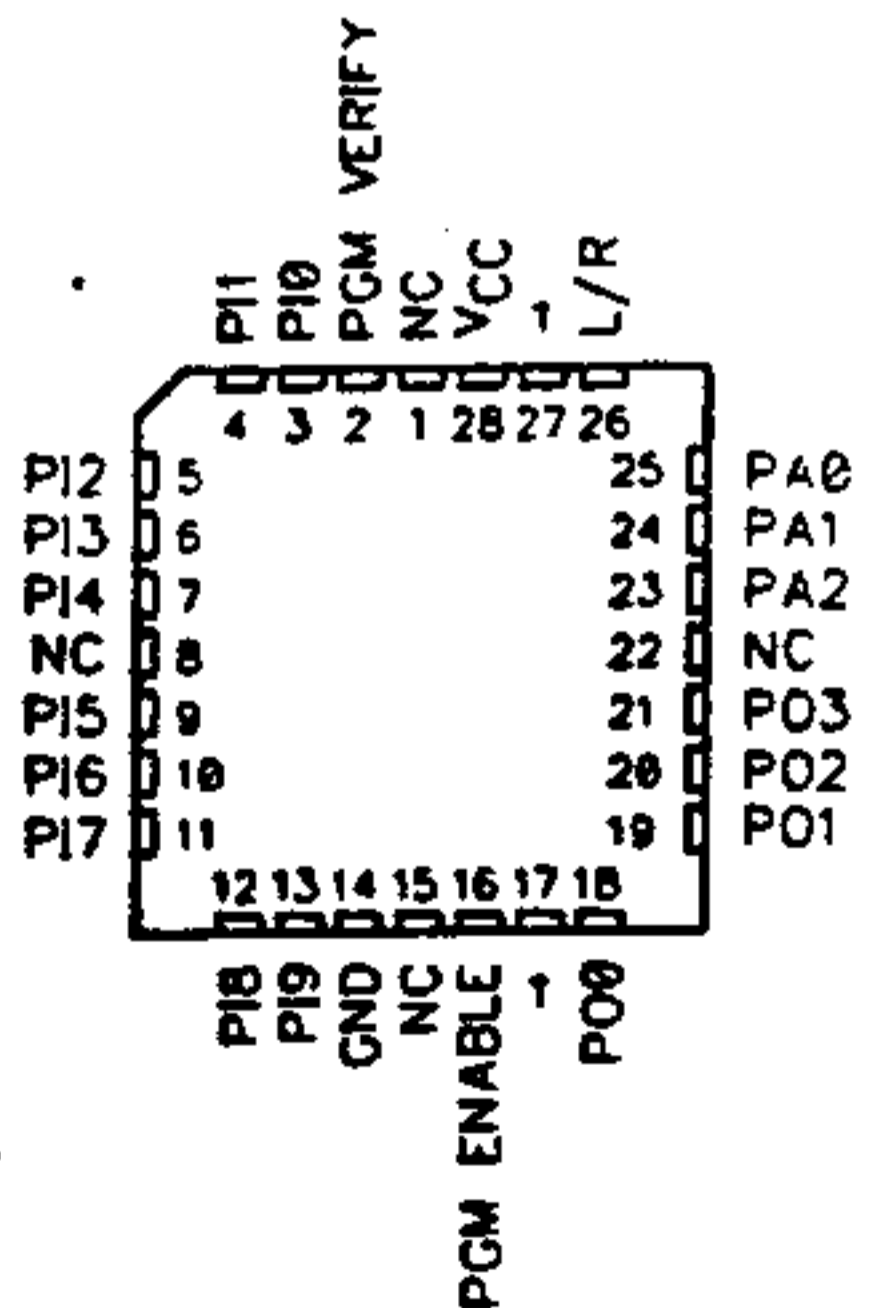 PGM VERIFY
PI1 PI0 NC VCC ↑ L/R
4 3 2 1 28 27 26
PI2 5 25 PA0
PI3 6 24 PA1
PI4 7 23 PA2
NC 8 22 NC
PI5 9 21 PO3
PI6 10 20 PO2
PI7 11 19 PO1
12 13 14 15 16 17 18
PI8 PI9 GND NC PGM ENABLE ↑ PO0